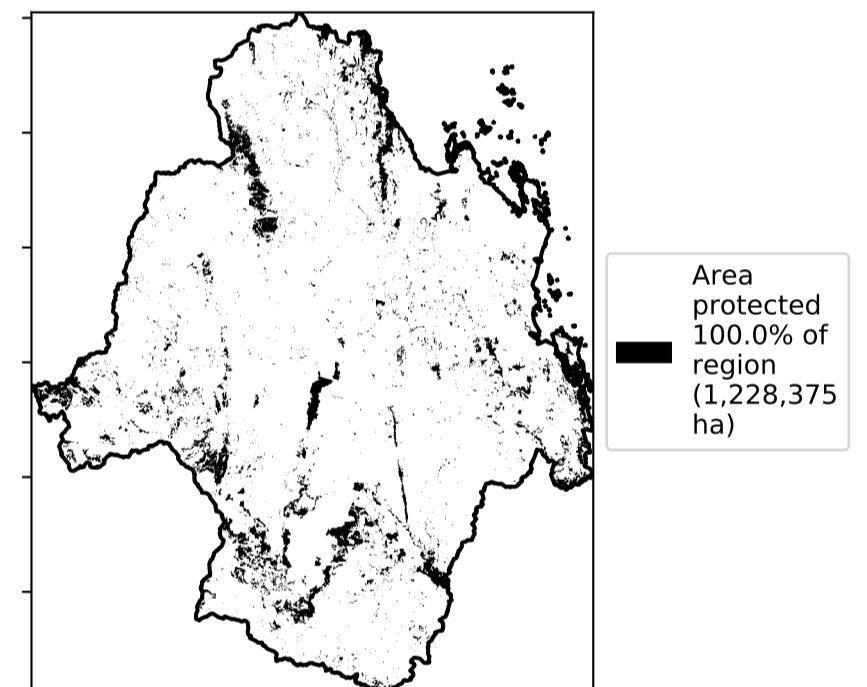 Area
protected
100.0% of
region
(1,228,375
ha)